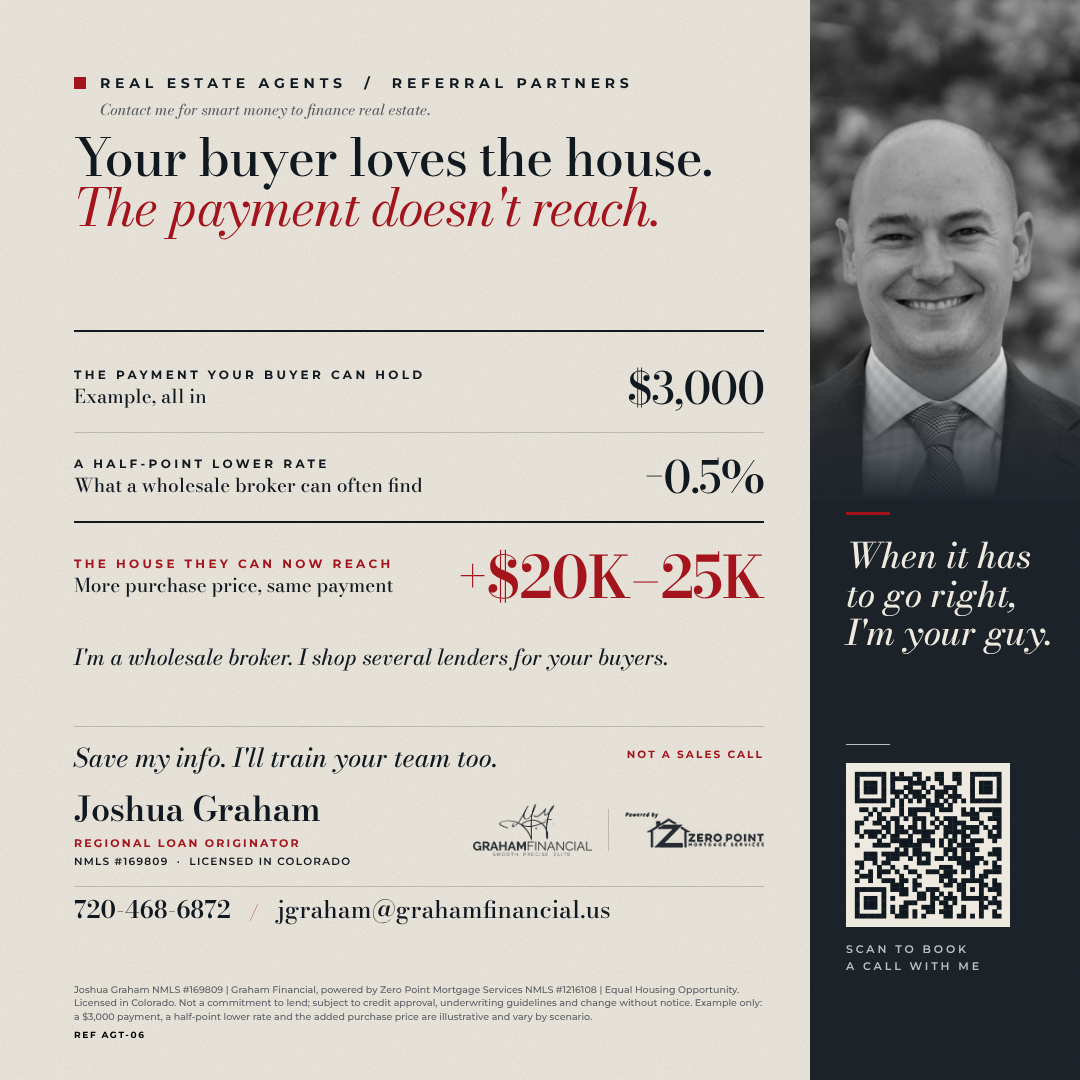 REAL ESTATE AGENTS / REFERRAL PARTNERS
Contact me for smart money to finance real estate.
Your buyer loves the house.
The payment doesn't reach.
THE PAYMENT YOUR BUYER CAN HOLD
Example, all in
$3,000
A HALF-POINT LOWER RATE
What a wholesale broker can often find
–0.5%
THE HOUSE THEY CAN NOW REACH
More purchase price, same payment
+$20K–25K
I'm a wholesale broker. I shop several lenders for your buyers.
Save my info. I'll train your team too.
NOT A SALES CALL
Joshua Graham
REGIONAL LOAN ORIGINATOR
NMLS #169809 · LICENSED IN COLORADO
GRAHAMFINANCIAL
SMOOTH. PRECISE. ELITE.
Powered by
ZERO POINT
MORTGAGE SERVICES
720-468-6872 / jgraham@grahamfinancial.us
Joshua Graham NMLS #169809 | Graham Financial, powered by Zero Point Mortgage Services NMLS #1216108 | Equal Housing Opportunity.
Licensed in Colorado. Not a commitment to lend; subject to credit approval, underwriting guidelines and change without notice. Example only:
a $3,000 payment, a half-point lower rate and the added purchase price are illustrative and vary by scenario.
REF AGT-06
When it has
to go right,
I'm your guy.
SCAN TO BOOK
A CALL WITH ME